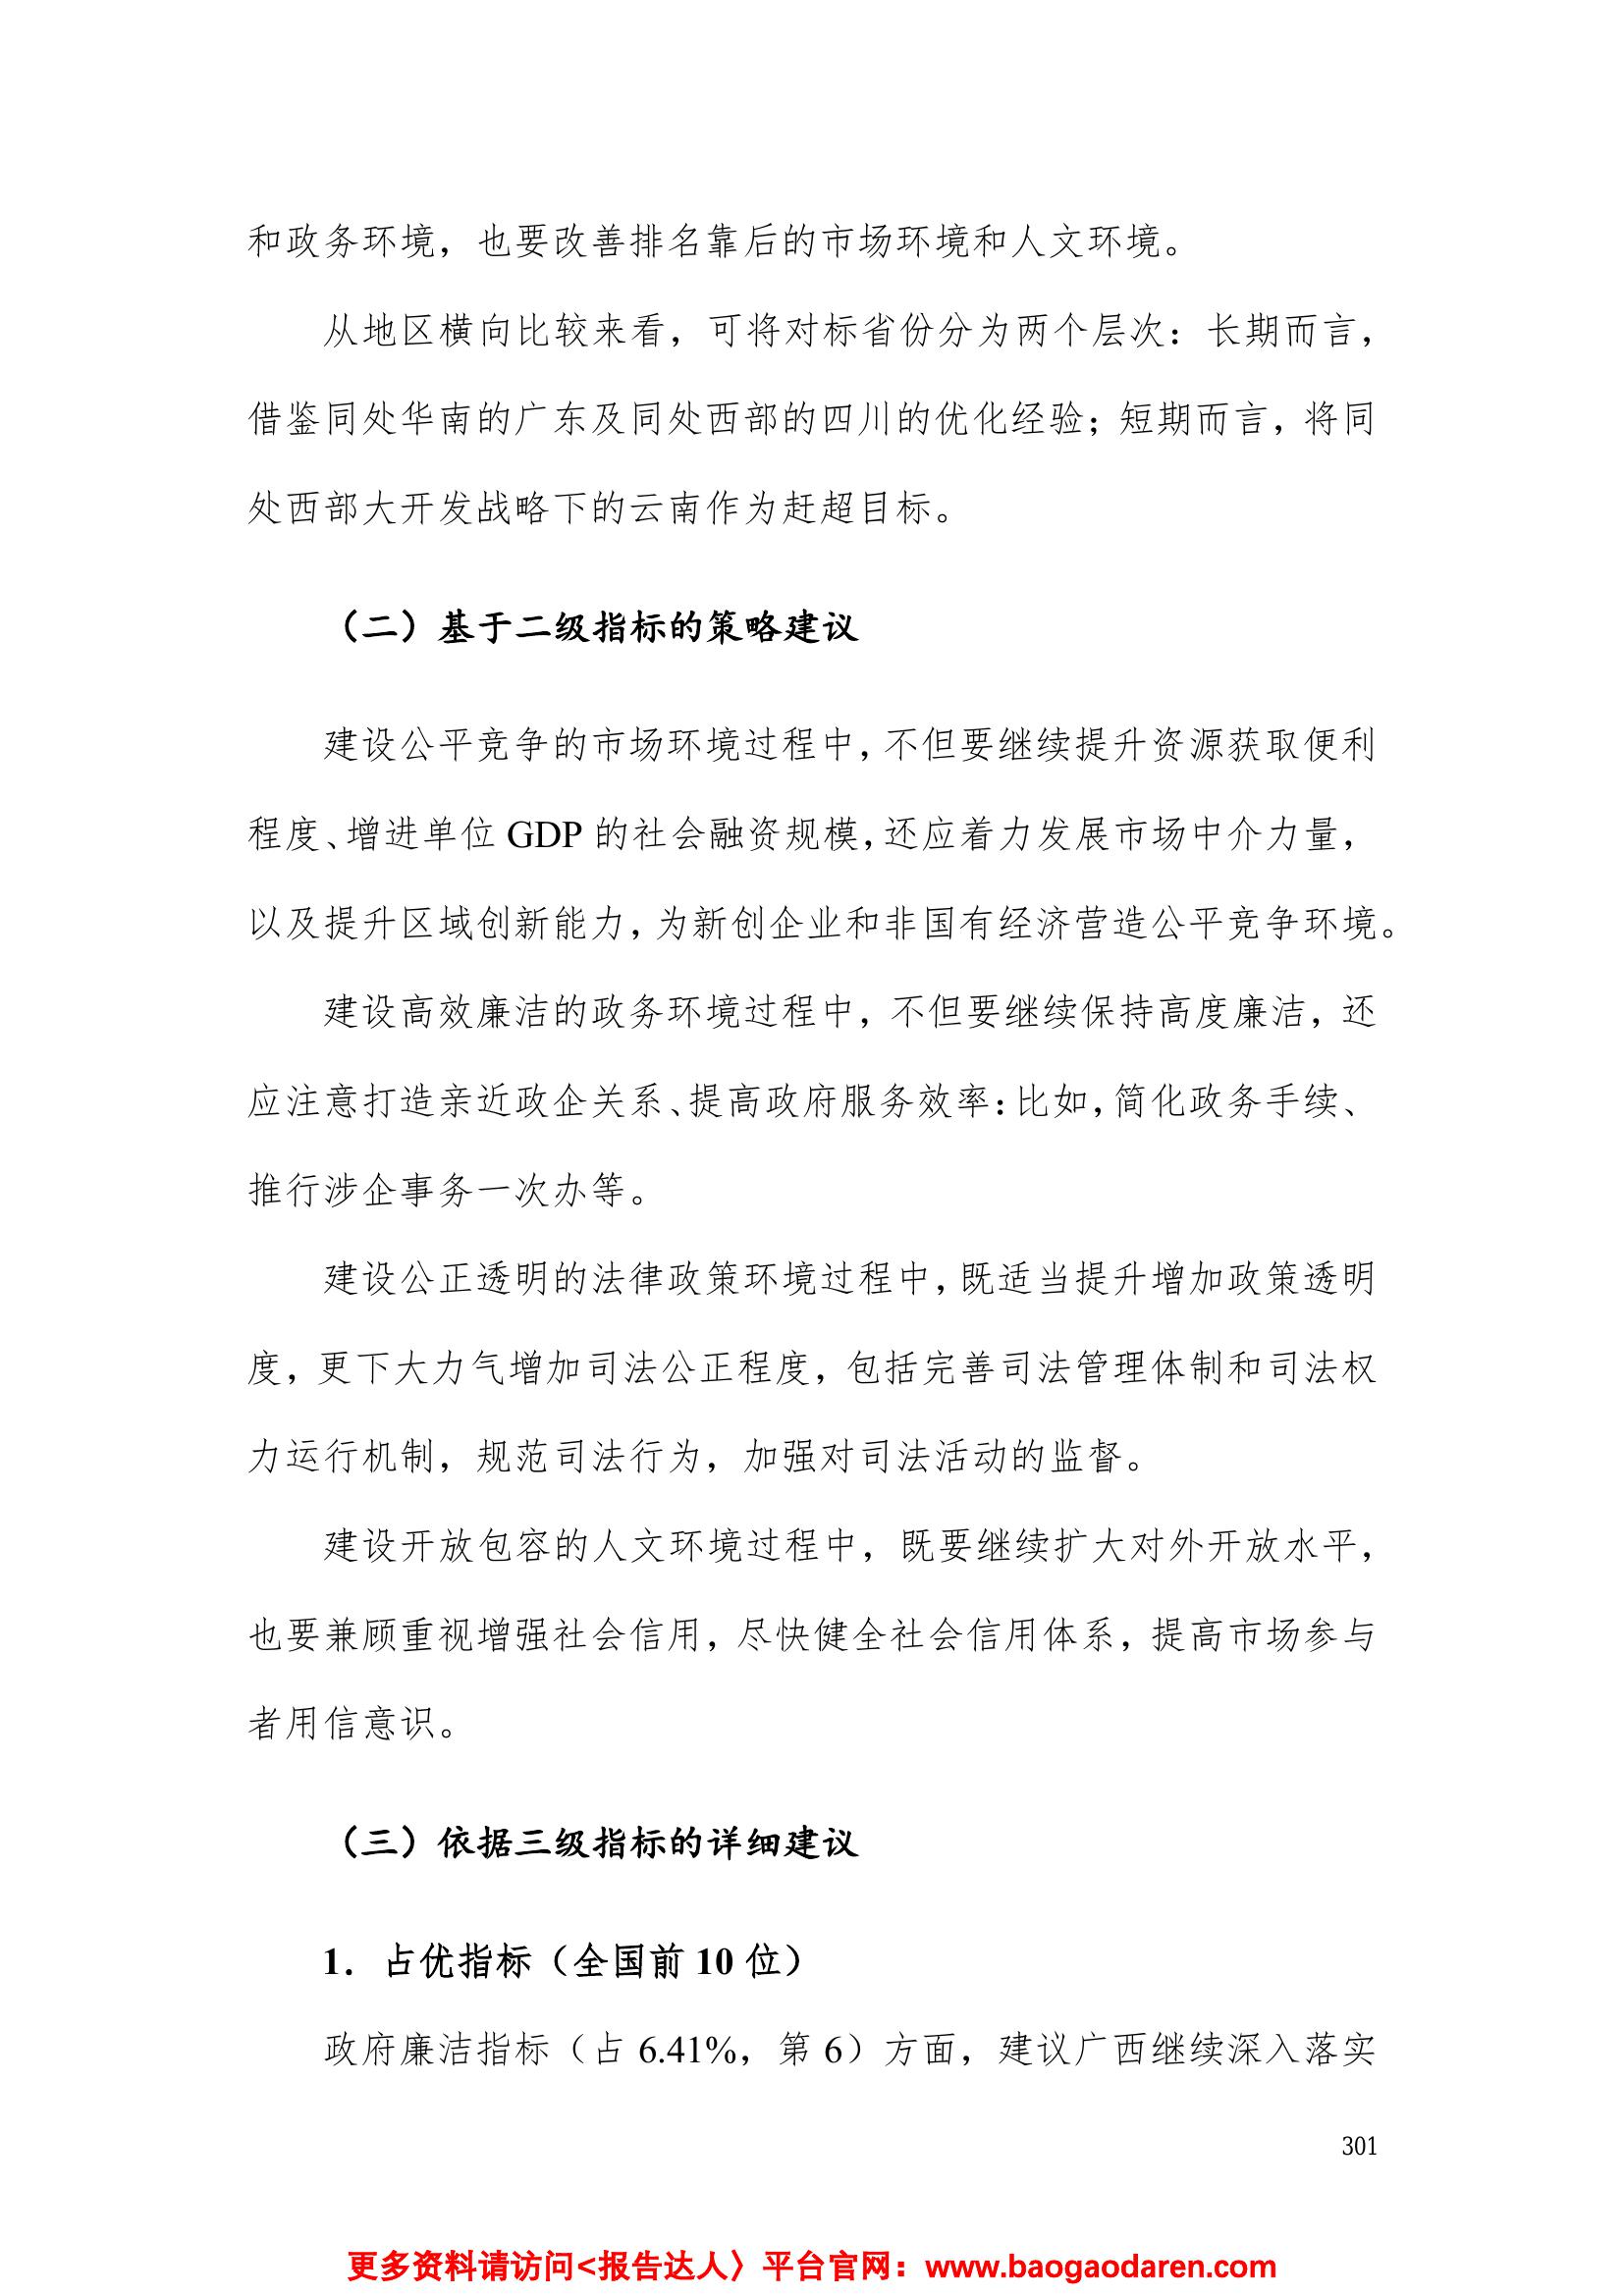 和政务环境，也要改善排名靠后的市场环境和人文环境。
从地区横向比较来看，可将对标省份分为两个层次：长期而言，
借鉴同处华南的广东及同处西部的四川的优化经验；短期而言，将同
处西部大开发战略下的云南作为赶超目标。
（二）基于二级指标的策略建议
建设公平竞争的市场环境过程中，不但要继续提升资源获取便利
程度、增进单位 GDP 的社会融资规模，还应着力发展市场中介力量，
以及提升区域创新能力，为新创企业和非国有经济营造公平竞争环境。
建设高效廉洁的政务环境过程中，不但要继续保持高度廉洁，还
应注意打造亲近政企关系、提高政府服务效率：比如，简化政务手续、
推行涉企事务一次办等。
建设公正透明的法律政策环境过程中，既适当提升增加政策透明
度，更下大力气增加司法公正程度，包括完善司法管理体制和司法权
力运行机制，规范司法行为，加强对司法活动的监督。
建设开放包容的人文环境过程中，既要继续扩大对外开放水平，
也要兼顾重视增强社会信用，尽快健全社会信用体系，提高市场参与
者用信意识。
（三）依据三级指标的详细建议
1．占优指标（全国前 10 位）
政府廉洁指标（占 6.41%，第 6）方面，建议广西继续深入落实
301
更多资料请访问<报告达人〉平台官网：www.baogaodaren.com